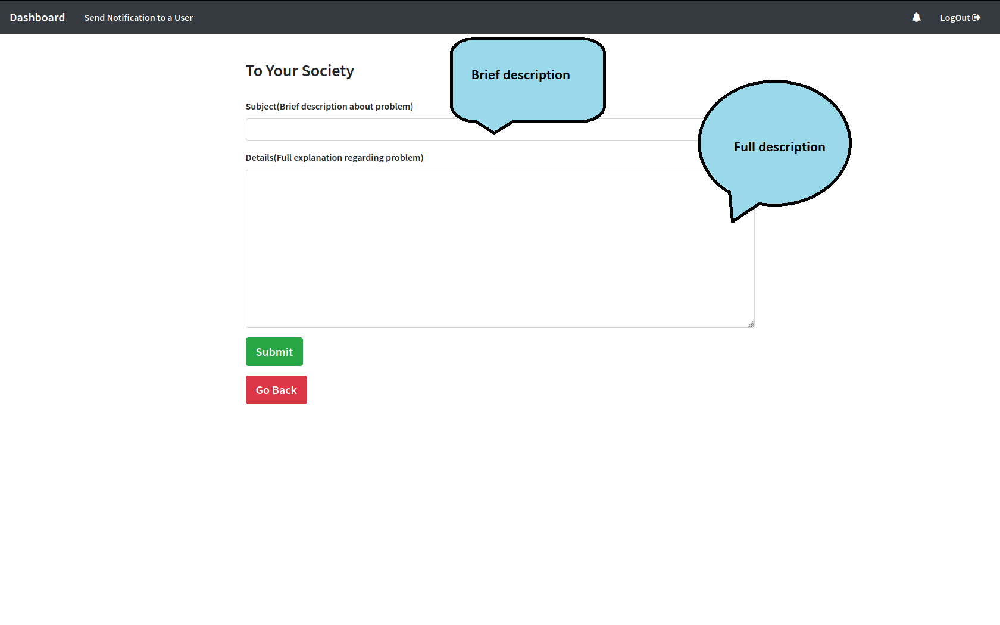 Dashboard Send Notification to a User LogOut
To Your Society
Brief description
Subject(Brief description about problem)
Full description
Details(Full explanation regarding problem)
Submit
Go Back